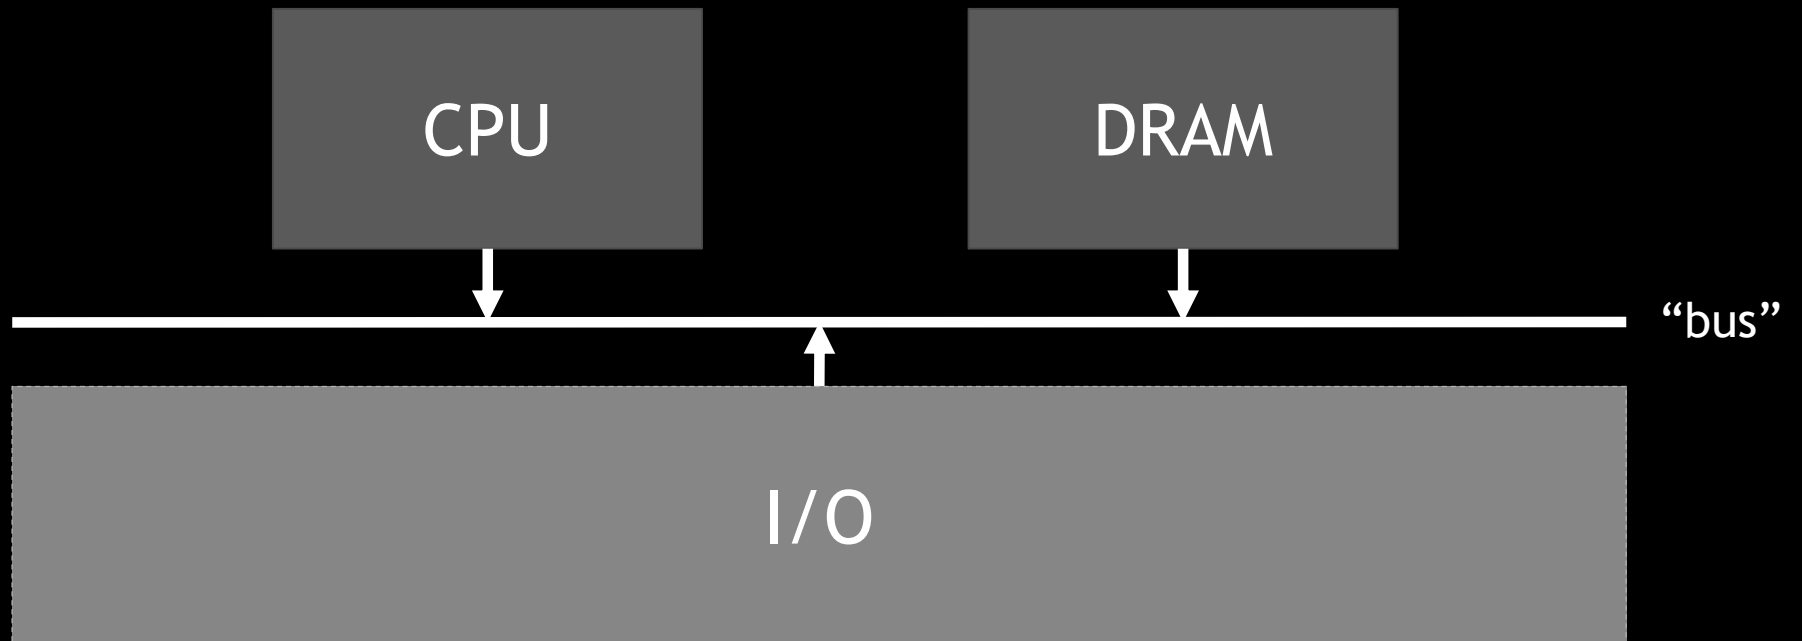 CPU
DRAM
“bus”
I/O